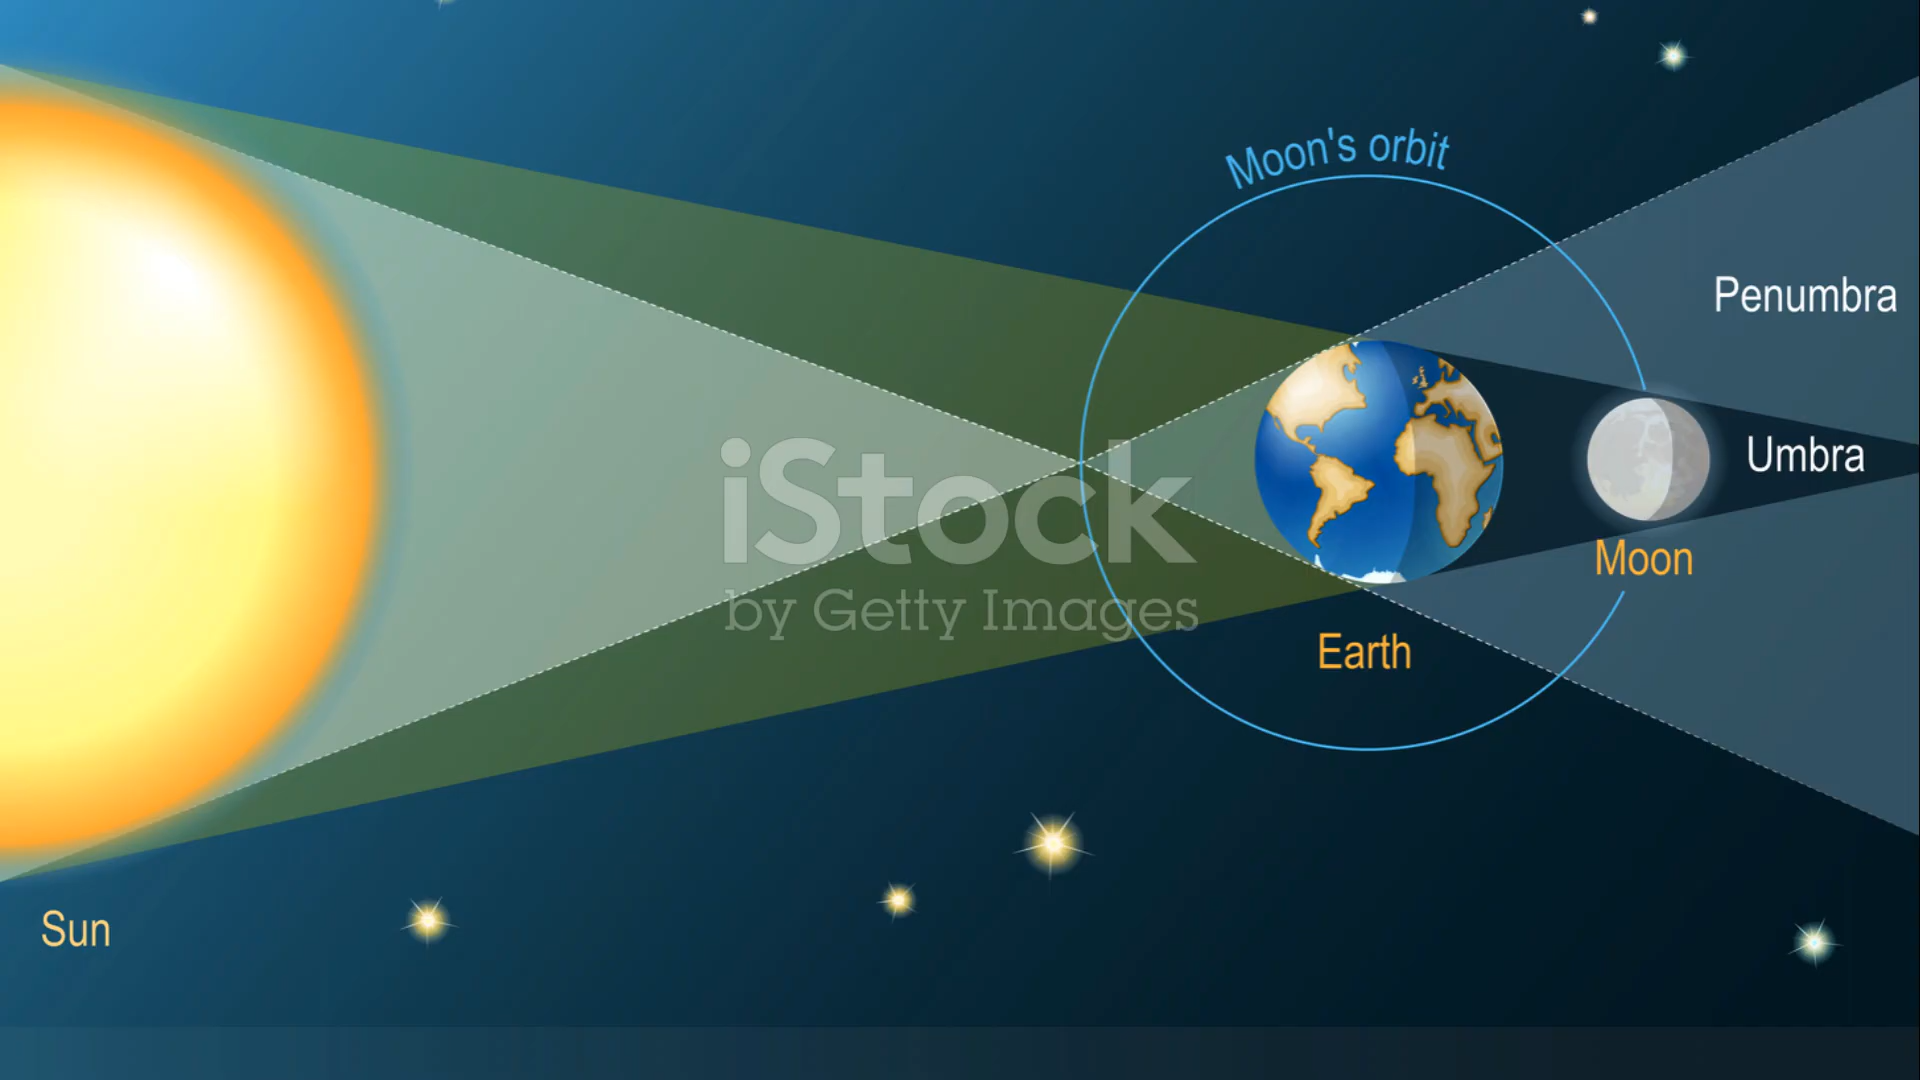 Moon's orbit
Penumbra
Umbra
Moon
Earth
Sun
iStock
by Getty Images